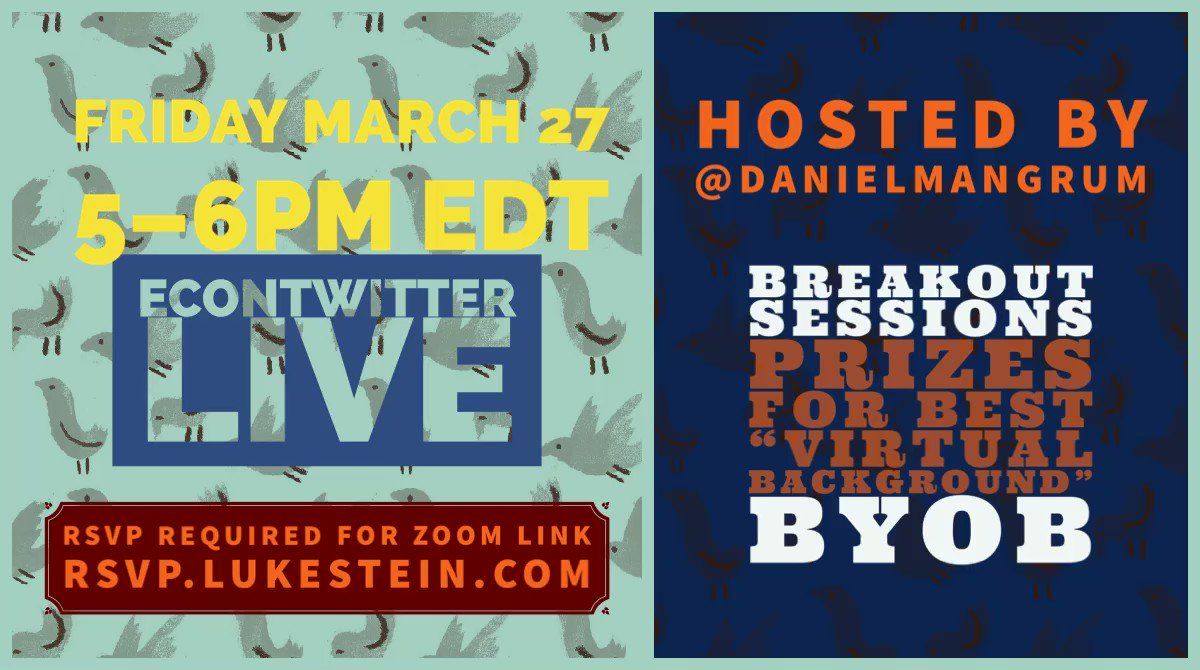 FRIDAY MARCH 27
5–6PM EDT
ECONTWITTER
LIVE
RSVP REQUIRED FOR ZOOM LINK
RSVP.LUKESTEIN.COM
HOSTED BY
@DANIELMANGRUM
BREAKOUT
SESSIONS
PRIZES
FOR BEST
“VIRTUAL
BACKGROUND”
BYOB